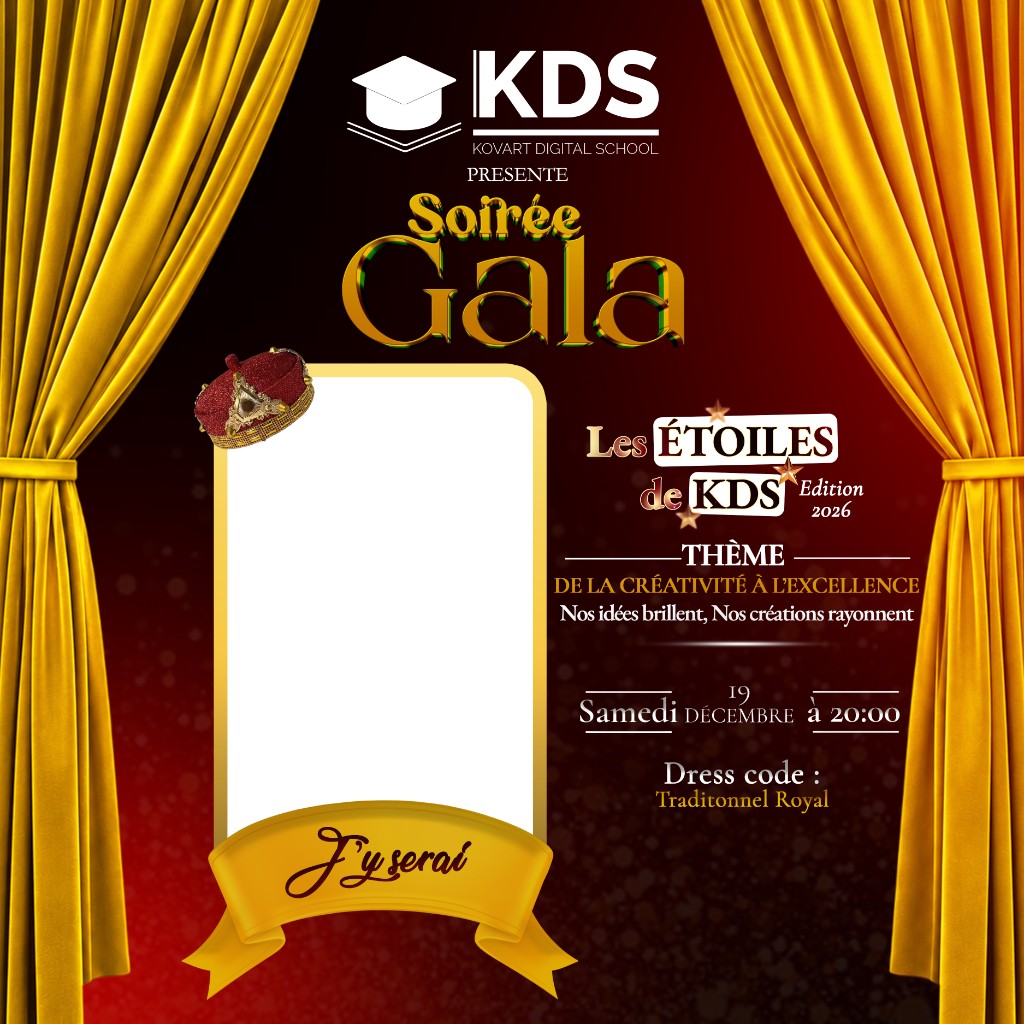 KDS
KOVART DIGITAL SCHOOL
PRESENTE
Soirée
Gala
Les ÉTOILES
de KDS
Edition
2026
THÈME
DE LA CRÉATIVITÉ À L'EXCELLENCE
Nos idées brillent, Nos créations rayonnent
Samedi 19 DÉCEMBRE à 20:00
Dress code :
Traditonnel Royal
J'y serai